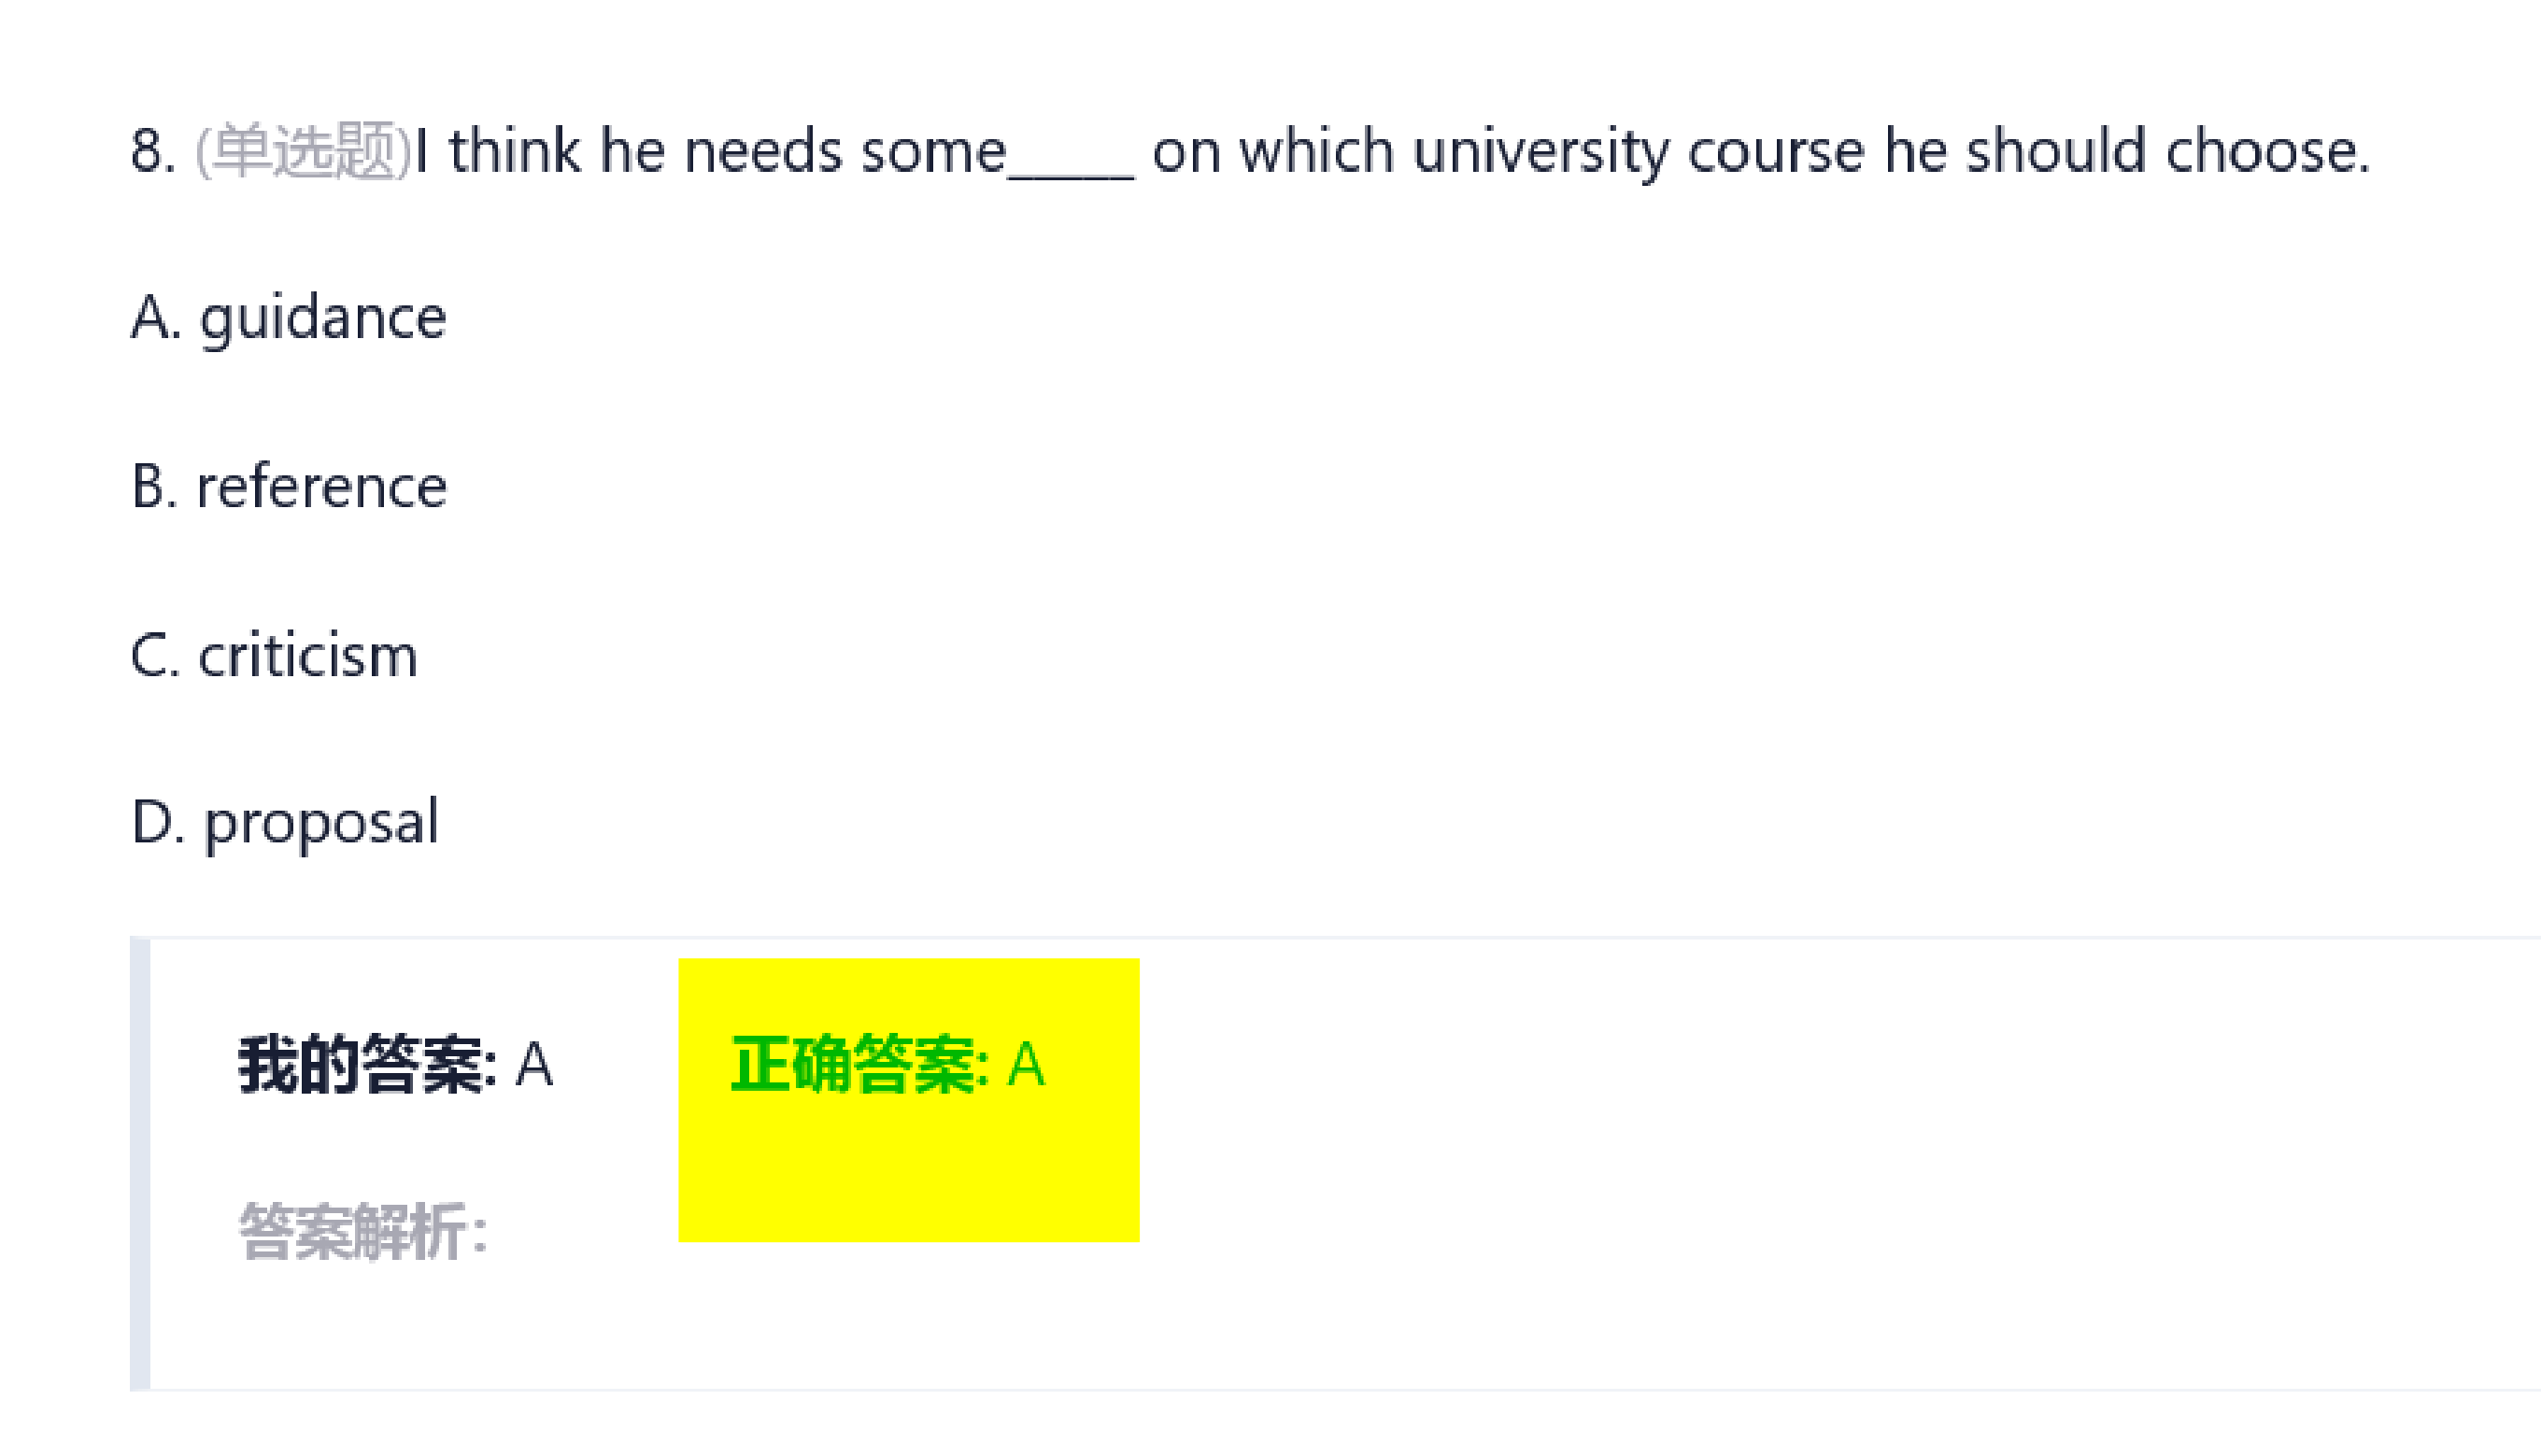 8. (单选题)I think he needs some_____ on which university course he should choose.
A. guidance
B. reference
C. criticism
D. proposal
我的答案: A 正确答案: A
答案解析: